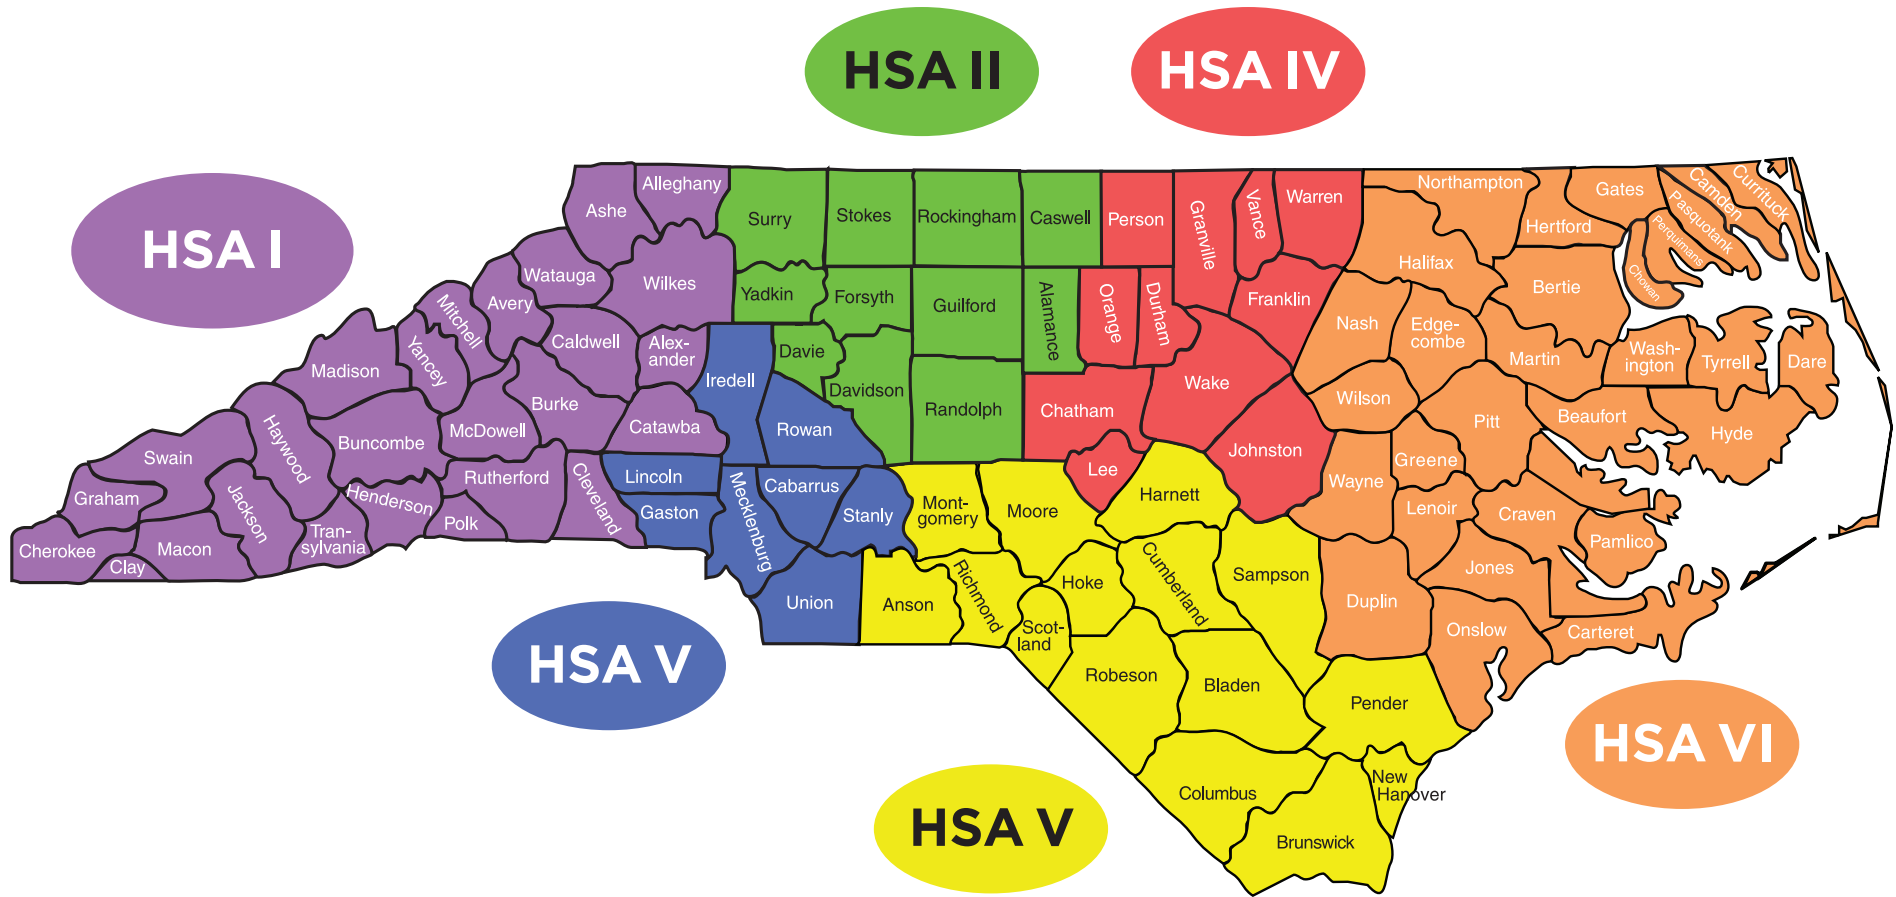 HSA II
HSA IV
HSA I
Alleghany
Ashe
Surry
Stokes
Rockingham
Caswell
Person
Granville
Vance
Warren
Northampton
Gates
Camden
Currituck
Pasquotank
Perquimans
Chowan
Hertford
Halifax
Bertie
Watauga
Wilkes
Avery
Mitchell
Yadkin
Forsyth
Guilford
Alamance
Orange
Durham
Franklin
Nash
Edge-
combe
Martin
Wash-
ington
Tyrrell
Dare
Madison
Yancey
Caldwell
Alex-
ander
Iredell
Davie
Davidson
Randolph
Chatham
Wake
Wilson
Pitt
Beaufort
Hyde
Haywood
Buncombe
McDowell
Burke
Catawba
Rowan
Lee
Johnston
Wayne
Greene
Swain
Graham
Jackson
Henderson
Rutherford
Polk
Cleveland
Lincoln
Gaston
Mecklenburg
Cabarrus
Stanly
Mont-
gomery
Moore
Harnett
Lenoir
Craven
Pamlico
Cherokee
Clay
Macon
Tran-
sylvania
Union
Anson
Richmond
Scot-
land
Hoke
Cumberland
Sampson
Duplin
Jones
Onslow
Carteret
HSA V
Robeson
Bladen
Pender
HSA VI
Columbus
New
Hanover
Brunswick
HSA V